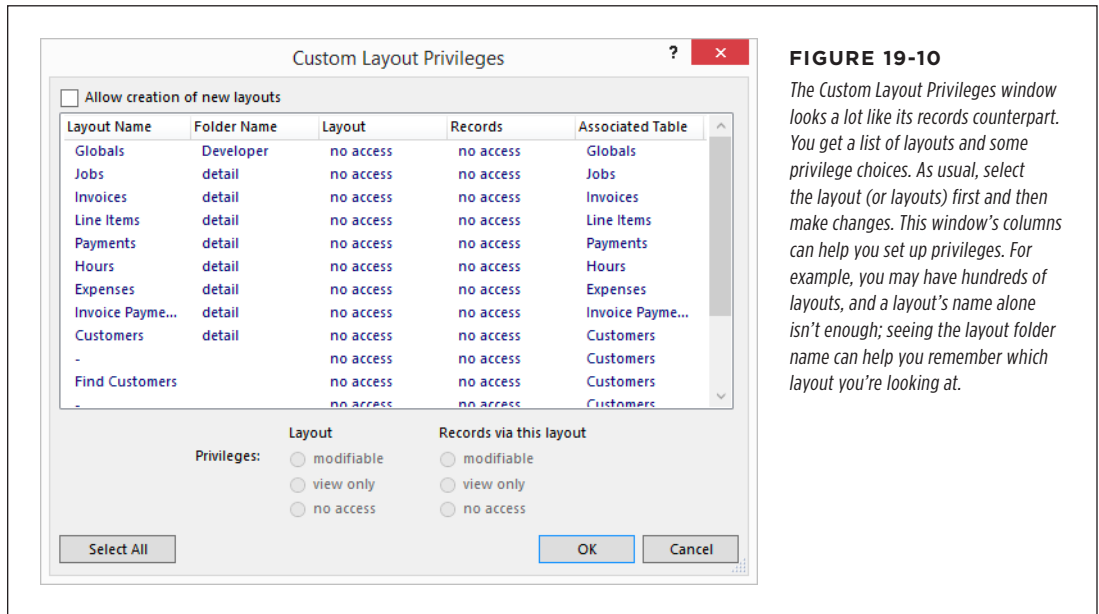 Custom Layout Privileges
?
Allow creation of new layouts
Layout Name Folder Name Layout Records Associated Table
Globals Developer no access no access Globals
Jobs detail no access no access Jobs
Invoices detail no access no access Invoices
Line Items detail no access no access Line Items
Payments detail no access no access Payments
Hours detail no access no access Hours
Expenses detail no access no access Expenses
Invoice Payme... detail no access no access Invoice Payme...
Customers detail no access no access Customers
- no access no access Customers
Find Customers no access no access Customers
- no access no access Customers
Layout Records via this layout
Privileges: modifiable modifiable
view only view only
no access no access
Select All OK Cancel
FIGURE 19-10
The Custom Layout Privileges window
looks a lot like its records counterpart.
You get a list of layouts and some
privilege choices. As usual, select
the layout (or layouts) first and then
make changes. This window's columns
can help you set up privileges. For
example, you may have hundreds of
layouts, and a layout's name alone
isn't enough; seeing the layout folder
name can help you remember which
layout you're looking at.